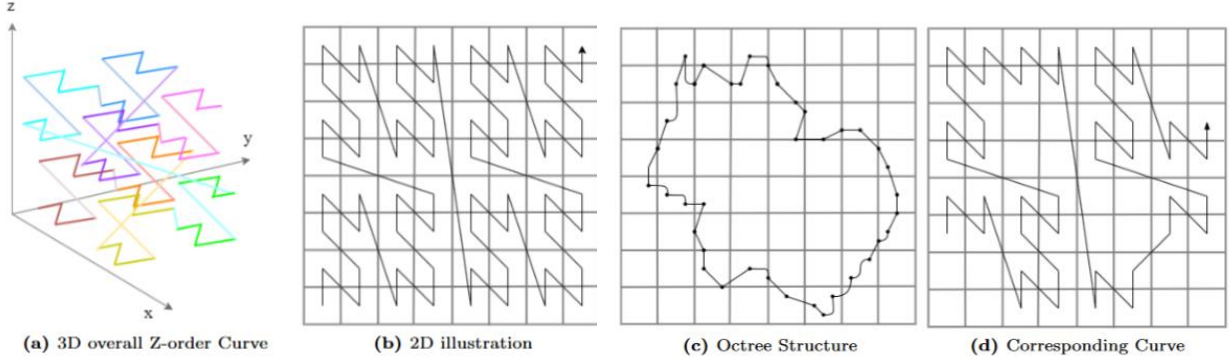 z
y
x
(a) 3D overall Z-order Curve
(b) 2D illustration
(c) Octree Structure
(d) Corresponding Curve